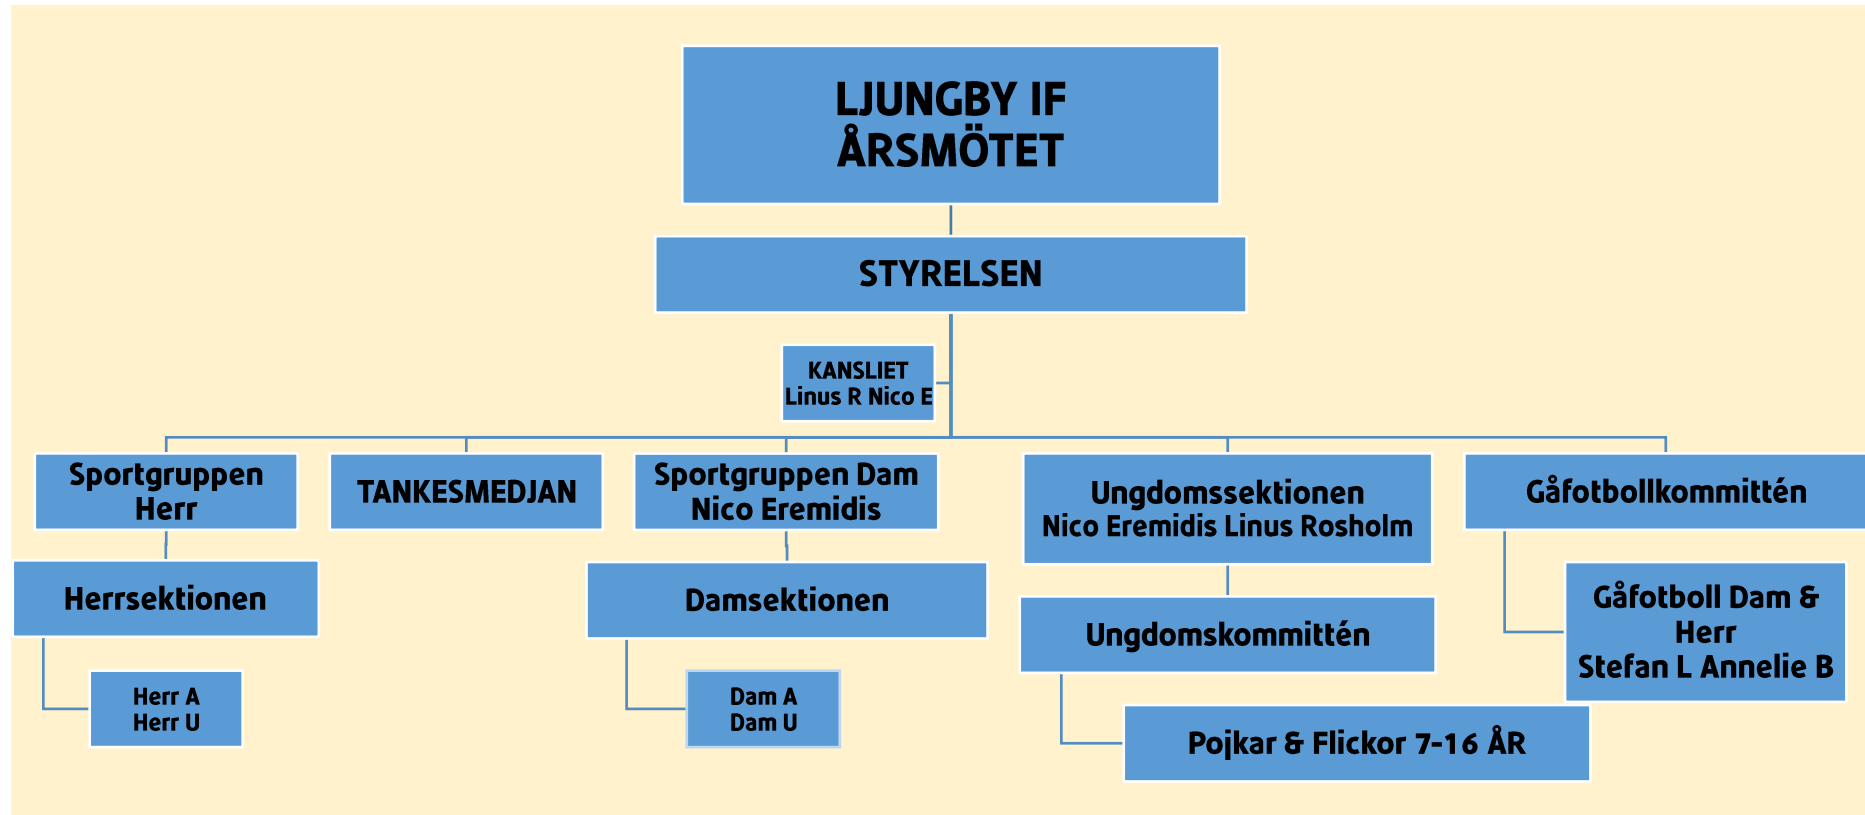 LJUNGBY IF
ÅRSMÖTET
STYRELSEN
KANSLIET
Linus R Nico E
Sportgruppen
Herr
TANKESMEDJAN
Sportgruppen Dam
Nico Eremidis
Ungdomssektionen
Nico Eremidis Linus Rosholm
Gåfotbollkommittén
Herrsektionen
Damsektionen
Ungdomskommittén
Gåfotboll Dam &
Herr
Stefan L Annelie B
Herr A
Herr U
Dam A
Dam U
Pojkar & Flickor 7-16 ÅR